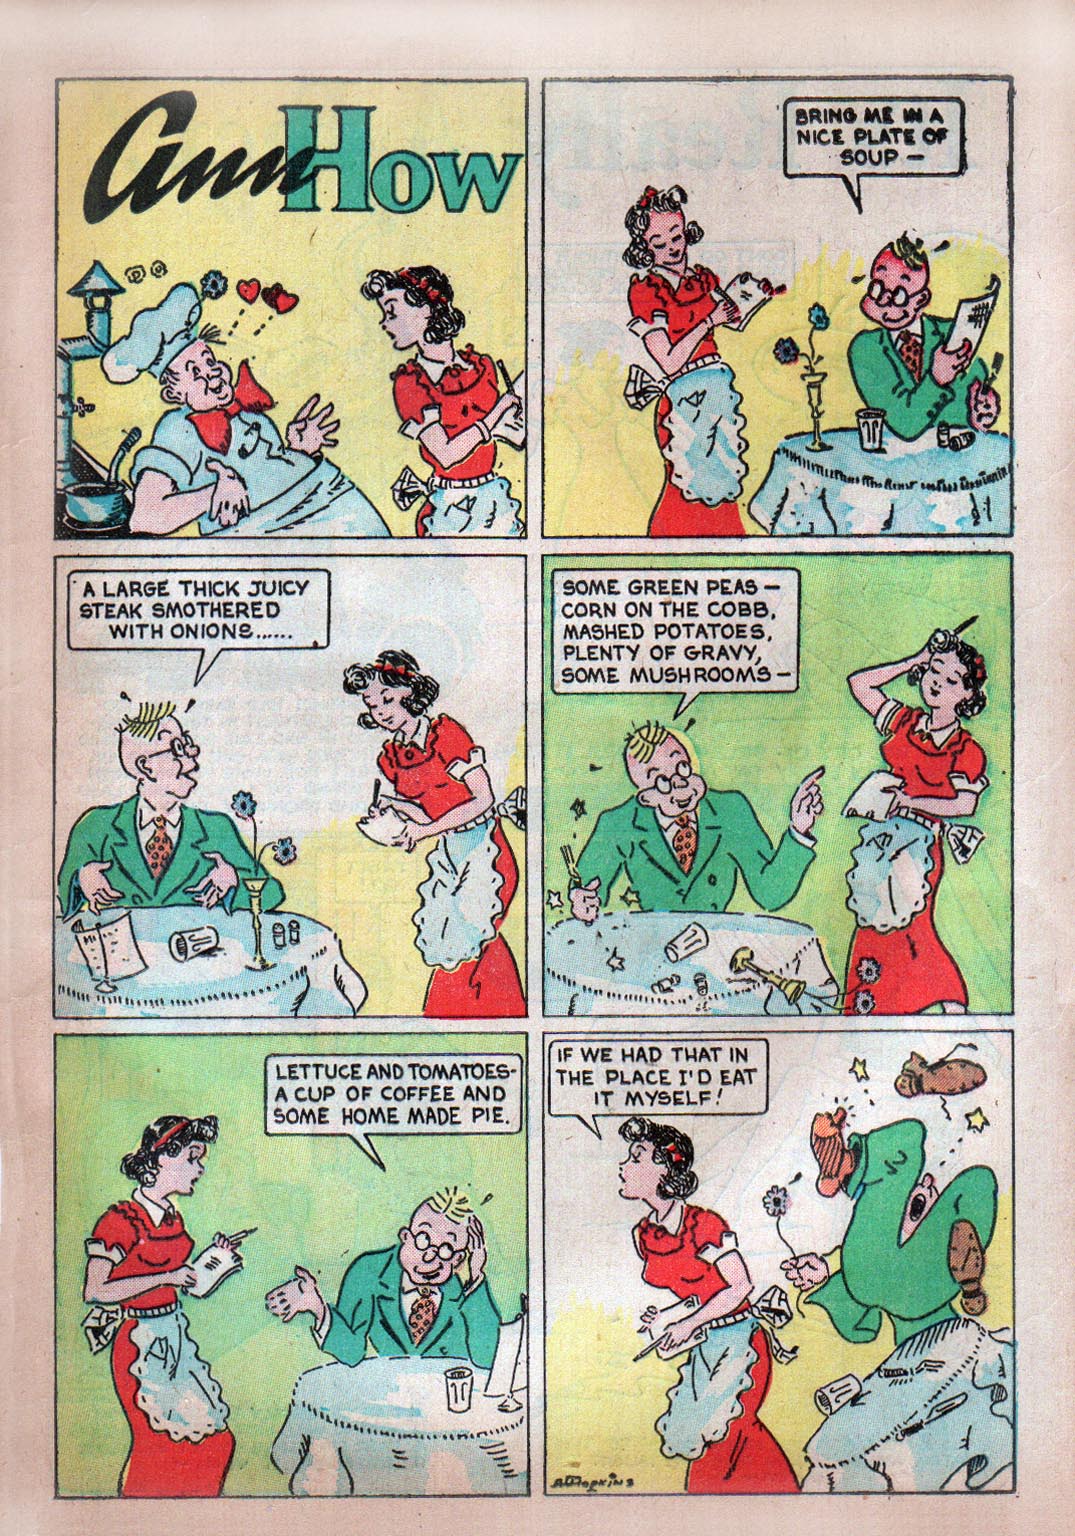 Ann How
BRING ME IN A
NICE PLATE OF
SOUP —
A LARGE THICK JUICY
STEAK SMOTHERED
WITH ONIONS......
SOME GREEN PEAS —
CORN ON THE COBB,
MASHED POTATOES,
PLENTY OF GRAVY,
SOME MUSHROOMS —
LETTUCE AND TOMATOES-
A CUP OF COFFEE AND
SOME HOME MADE PIE.
IF WE HAD THAT IN
THE PLACE I'D EAT
IT MYSELF!